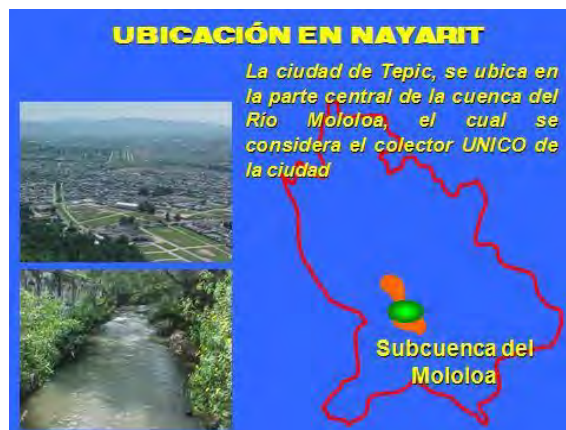 UBICACIÓN EN NAYARIT
La ciudad de Tepic, se ubica en
la parte central de la cuenca del
Río Mololoa, el cual se
considera el colector UNICO de
la ciudad
Subcuenca del
Mololoa